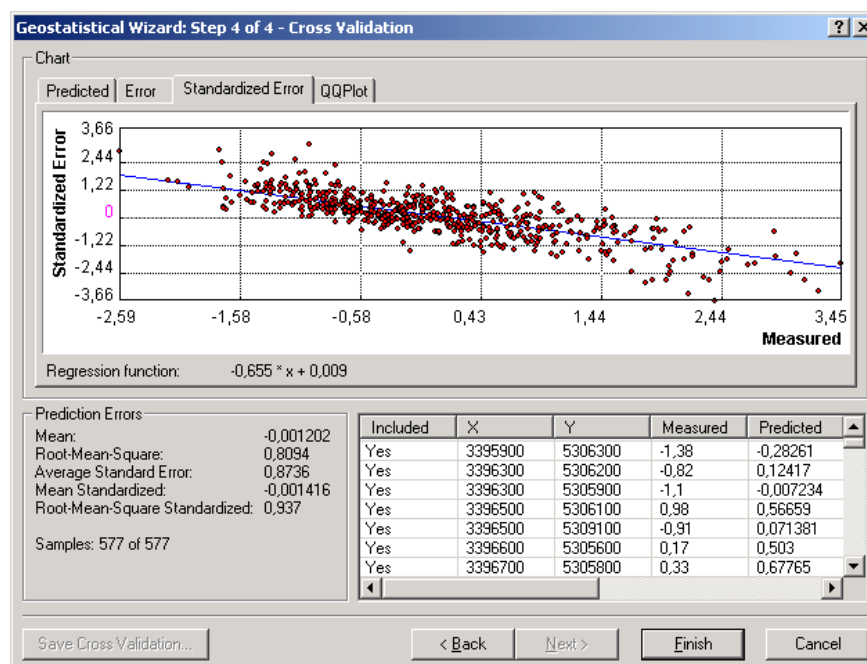 Geostatistical Wizard: Step 4 of 4 - Cross Validation
Chart
Predicted Error Standardized Error QQPlot
Standardized Error
3,66
2,44
1,22
0
-1,22
-2,44
-3,66
-2,59 -1,58 -0,58 0,43 1,44 2,44 3,45
Measured
Regression function: -0,655 * x + 0,009
Prediction Errors
Mean: -0,001202
Root-Mean-Square: 0,8094
Average Standard Error: 0,8736
Mean Standardized: -0,001416
Root-Mean-Square Standardized: 0,937
Samples: 577 of 577
Included X Y Measured Predicted
Yes 3395900 5306300 -1,38 -0,28261
Yes 3396300 5306200 -0,82 0,12417
Yes 3396300 5305900 -1,1 -0,007234
Yes 3396500 5306100 0,98 0,56659
Yes 3396500 5309100 -0,91 0,071381
Yes 3396600 5305600 0,17 0,503
Yes 3396700 5305800 0,33 0,67765
Save Cross Validation... < Back Next > Finish Cancel